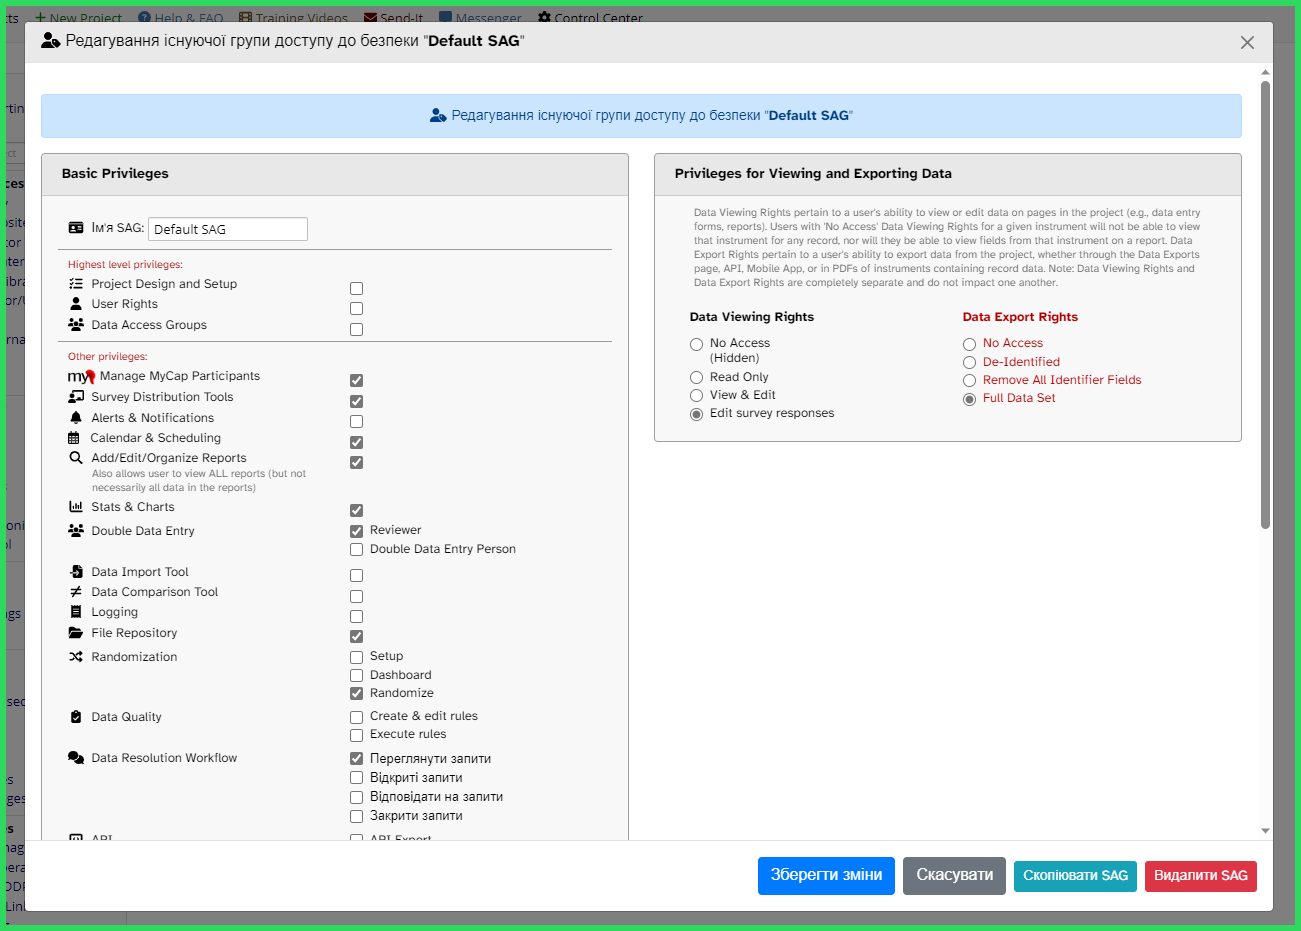 New Project Help & FAQ Training Videos Send-It Messenger Control Center
Редагування існуючої групи доступу до безпеки "Default SAG"
Редагування існуючої групи доступу до безпеки "Default SAG"
Basic Privileges
Ім'я SAG: Default SAG
Highest level privileges:
Project Design and Setup
User Rights
Data Access Groups
Other privileges:
Manage MyCap Participants
Survey Distribution Tools
Alerts & Notifications
Calendar & Scheduling
Add/Edit/Organize Reports
Also allows user to view ALL reports (but not
necessarily all data in the reports)
Stats & Charts
Double Data Entry Reviewer
Double Data Entry Person
Data Import Tool
Data Comparison Tool
Logging
File Repository
Randomization Setup
Dashboard
Randomize
Data Quality Create & edit rules
Execute rules
Data Resolution Workflow Переглянути запити
Відкриті запити
Відповідати на запити
Закрити запити
API API Export
Privileges for Viewing and Exporting Data
Data Viewing Rights pertain to a user's ability to view or edit data on pages in the project (e.g., data entry
forms, reports). Users with 'No Access' Data Viewing Rights for a given instrument will not be able to view
that instrument for any record, nor will they be able to view fields from that instrument on a report. Data
Export Rights pertain to a user's ability to export data from the project, whether through the Data Exports
page, API, Mobile App, or in PDFs of instruments containing record data. Note: Data Viewing Rights and
Data Export Rights are completely separate and do not impact one another.
Data Viewing Rights
No Access
(Hidden)
Read Only
View & Edit
Edit survey responses
Data Export Rights
No Access
De-Identified
Remove All Identifier Fields
Full Data Set
Зберегти зміни Скасувати Скопіювати SAG Видалити SAG